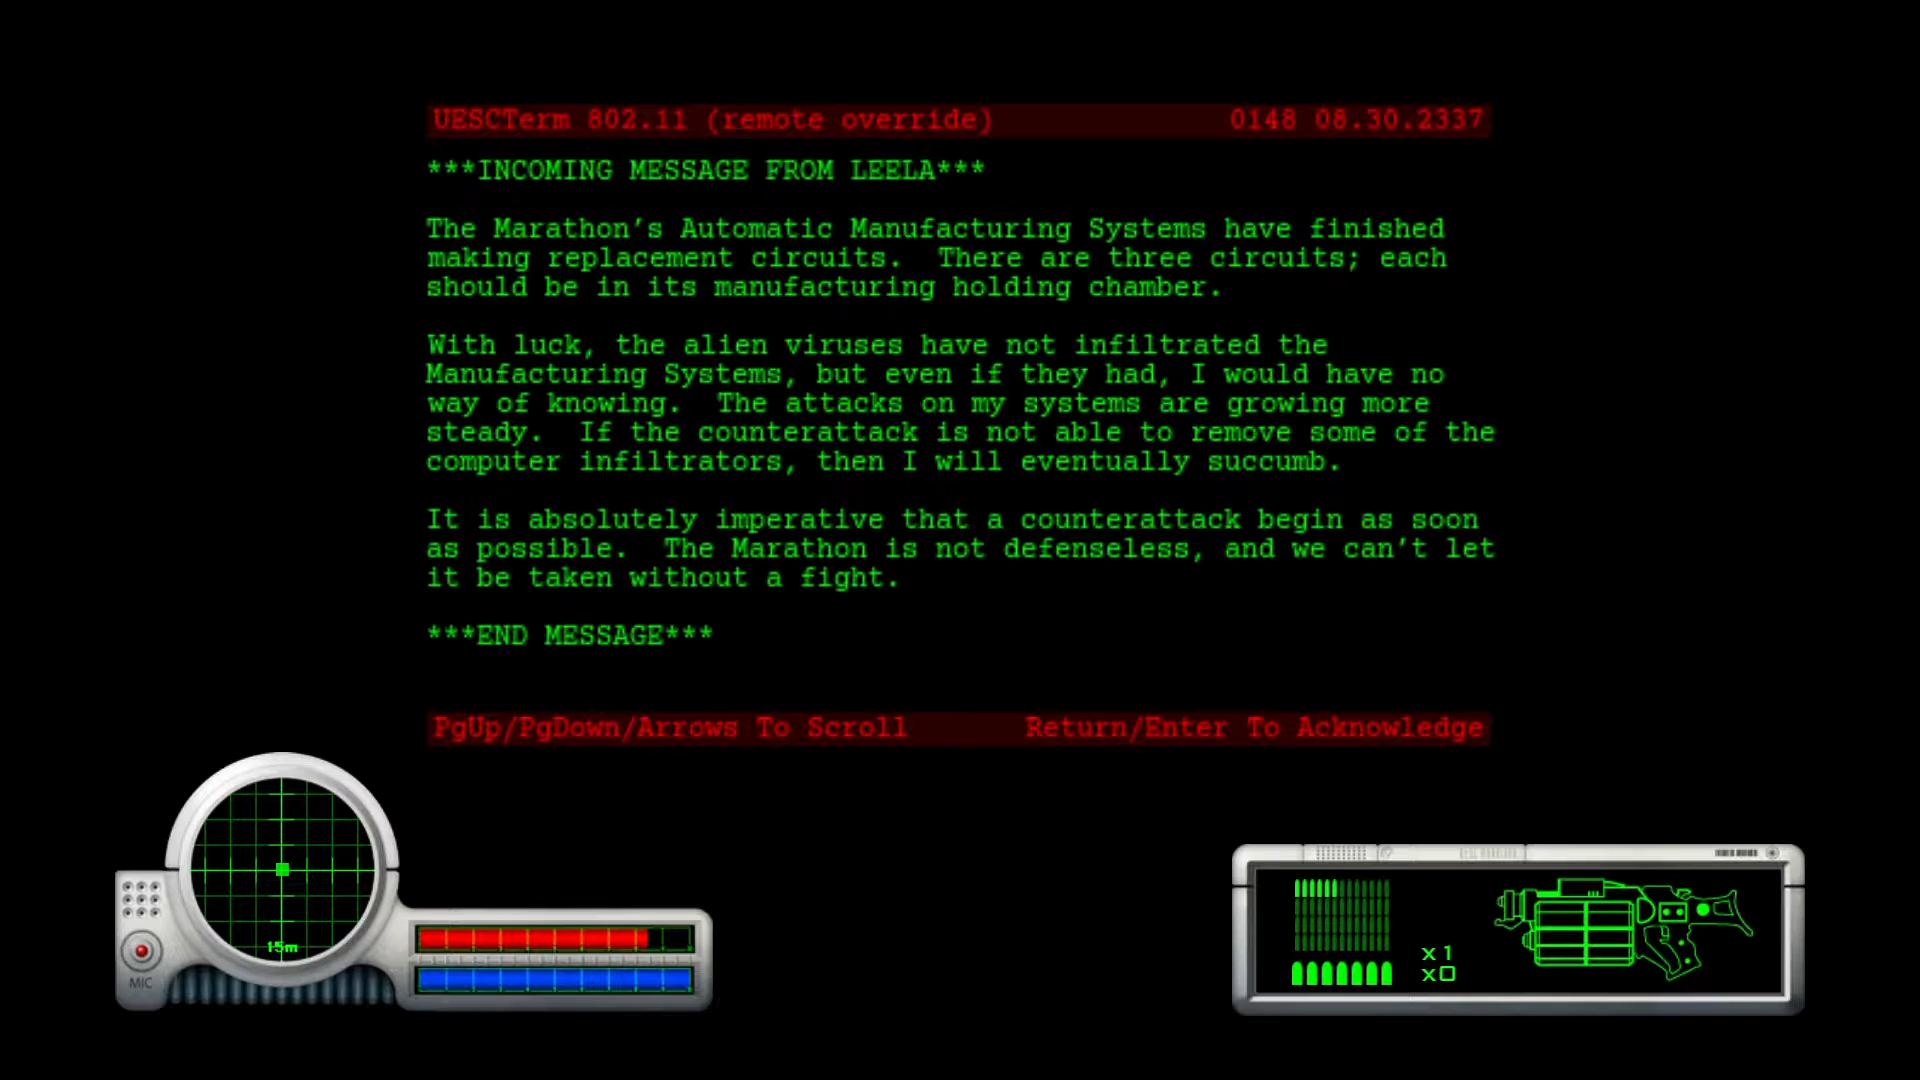 UESCTerm 802.11 (remote override) 0148 08.30.2337
***INCOMING MESSAGE FROM LEELA***
The Marathon’s Automatic Manufacturing Systems have finished
making replacement circuits.  There are three circuits; each
should be in its manufacturing holding chamber.
With luck, the alien viruses have not infiltrated the
Manufacturing Systems, but even if they had, I would have no
way of knowing.  The attacks on my systems are growing more
steady.  If the counterattack is not able to remove some of the
computer infiltrators, then I will eventually succumb.
It is absolutely imperative that a counterattack begin as soon
as possible.  The Marathon is not defenseless, and we can’t let
it be taken without a fight.
***END MESSAGE***
PgUp/PgDown/Arrows To Scroll Return/Enter To Acknowledge
15m
MIC
x1
x0